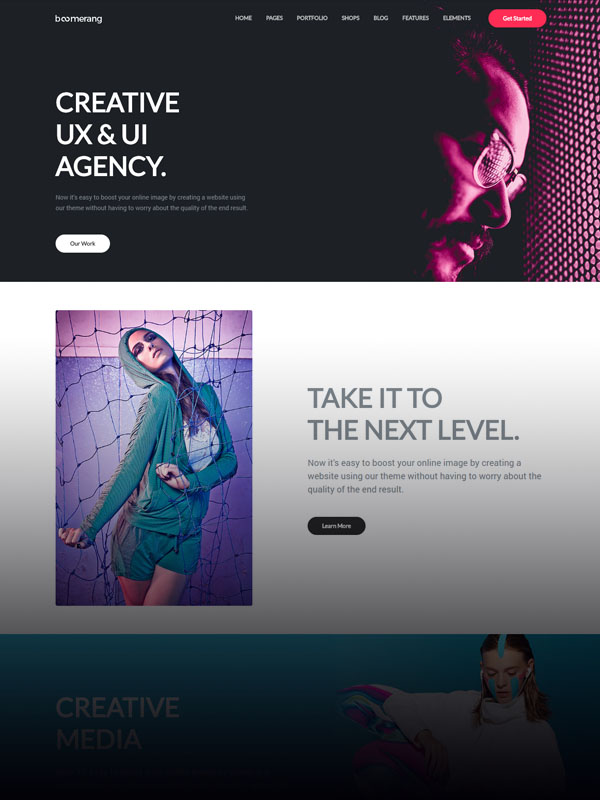 boomerang
HOME PAGES PORTFOLIO SHOPS BLOG FEATURES ELEMENTS Get Started
CREATIVE
UX & UI
AGENCY.
Now it's easy to boost your online image by creating a website using
our theme without having to worry about the quality of the end result.
Our Work
TAKE IT TO
THE NEXT LEVEL.
Now it's easy to boost your online image by creating a
website using our theme without having to worry about the
quality of the end result.
Learn More
CREATIVE
MEDIA